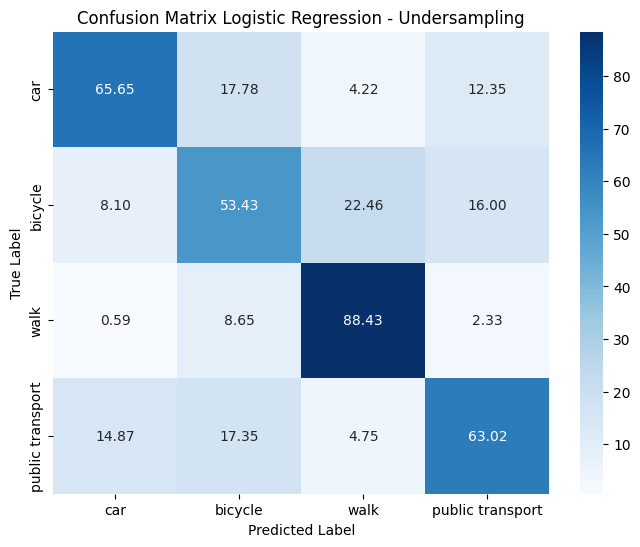 Confusion Matrix Logistic Regression - Undersampling
car
65.65 17.78 4.22 12.35
bicycle
8.10 53.43 22.46 16.00
walk
0.59 8.65 88.43 2.33
public transport
14.87 17.35 4.75 63.02
True Label
car bicycle walk public transport
Predicted Label
80
70
60
50
40
30
20
10